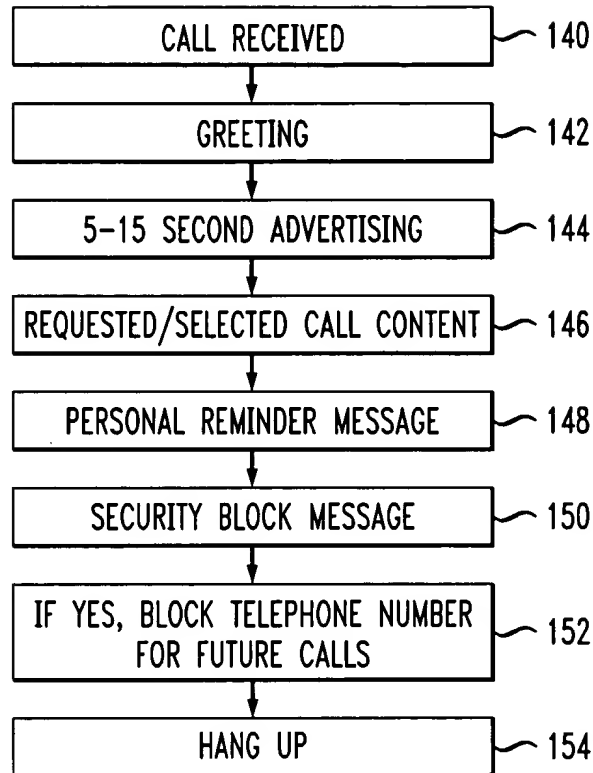 CALL RECEIVED 140
GREETING 142
5-15 SECOND ADVERTISING 144
REQUESTED/SELECTED CALL CONTENT 146
PERSONAL REMINDER MESSAGE 148
SECURITY BLOCK MESSAGE 150
IF YES, BLOCK TELEPHONE NUMBER
FOR FUTURE CALLS 152
HANG UP 154